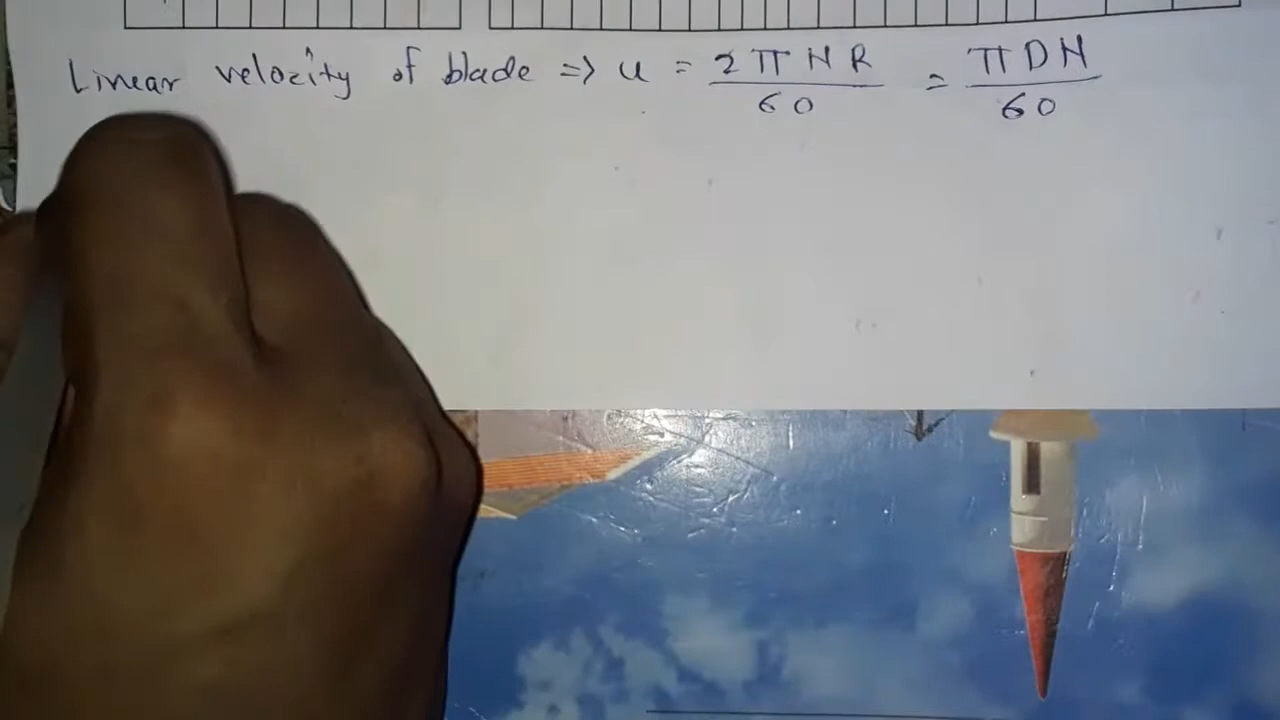 Linear velocity of blade => u = 2πNR/60 = πDN/60